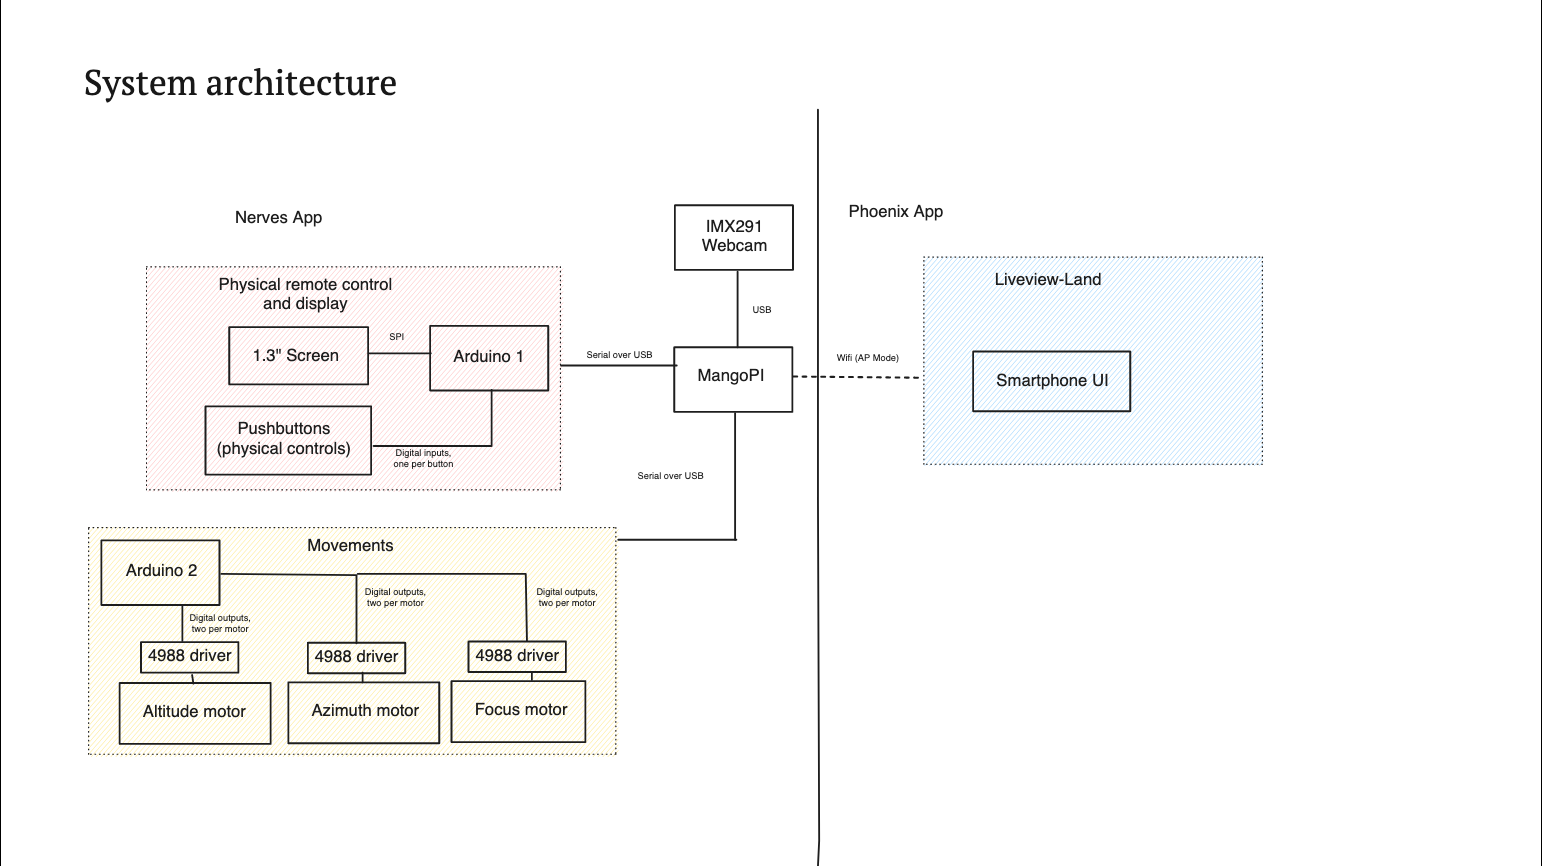 System architecture
Nerves App
Phoenix App
IMX291
Webcam
USB
Physical remote control
and display
1.3" Screen
SPI
Arduino 1
Pushbuttons
(physical controls)
Digital inputs,
one per button
Serial over USB
MangoPI
Wifi (AP Mode)
Liveview-Land
Smartphone UI
Serial over USB
Movements
Arduino 2
Digital outputs,
two per motor
Digital outputs,
two per motor
Digital outputs,
two per motor
4988 driver
4988 driver
4988 driver
Altitude motor
Azimuth motor
Focus motor